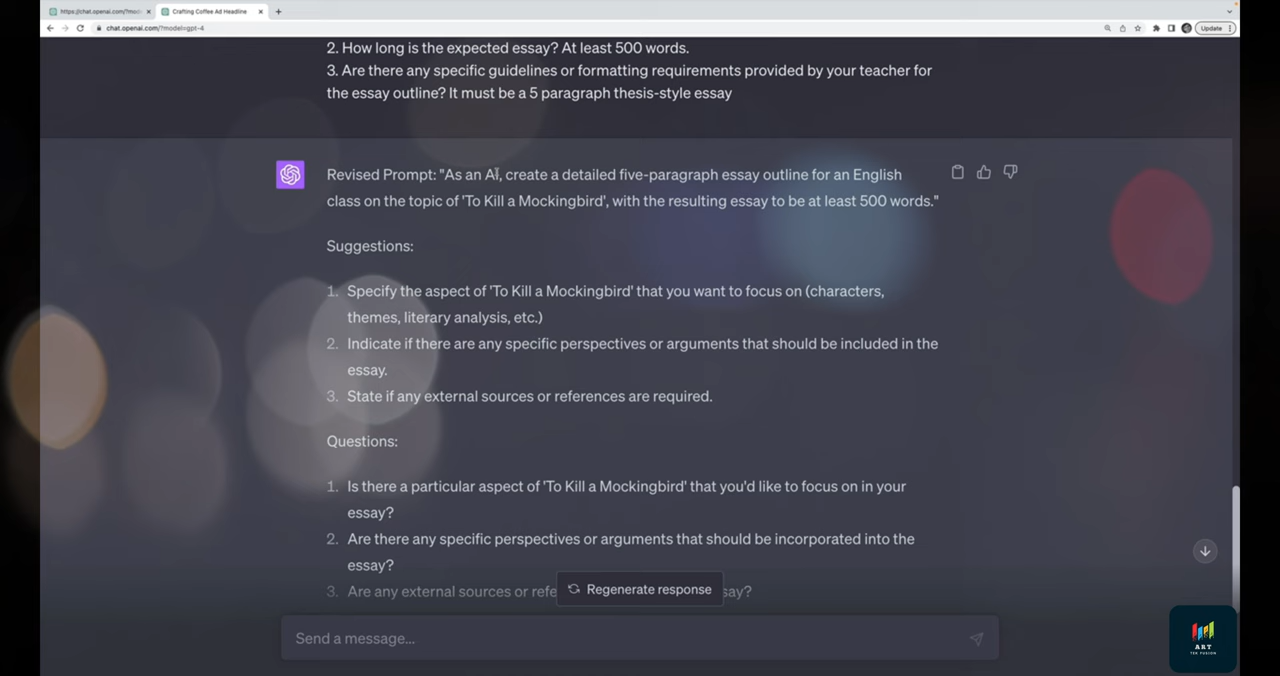 https://chat.openai.com/?mod
Crafting Coffee Ad Headline
chat.openai.com/?model=gpt-4
Update
2. How long is the expected essay? At least 500 words.
3. Are there any specific guidelines or formatting requirements provided by your teacher for
the essay outline? It must be a 5 paragraph thesis-style essay
Revised Prompt: "As an AI, create a detailed five-paragraph essay outline for an English
class on the topic of 'To Kill a Mockingbird', with the resulting essay to be at least 500 words."
Suggestions:
1. Specify the aspect of 'To Kill a Mockingbird' that you want to focus on (characters,
themes, literary analysis, etc.)
2. Indicate if there are any specific perspectives or arguments that should be included in the
essay.
3. State if any external sources or references are required.
Questions:
1. Is there a particular aspect of 'To Kill a Mockingbird' that you'd like to focus on in your
essay?
2. Are there any specific perspectives or arguments that should be incorporated into the
essay?
3. Are any external sources or refe
say?
Regenerate response
Send a message...
ART
TEK FUSION